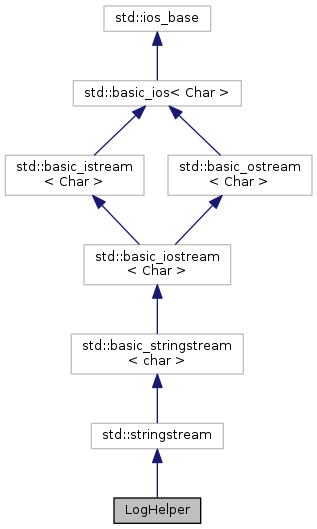 std::ios_base
std::basic_ios< Char >
std::basic_istream
< Char >
std::basic_ostream
< Char >
std::basic_iostream
< Char >
std::basic_stringstream
< char >
std::stringstream
LogHelper